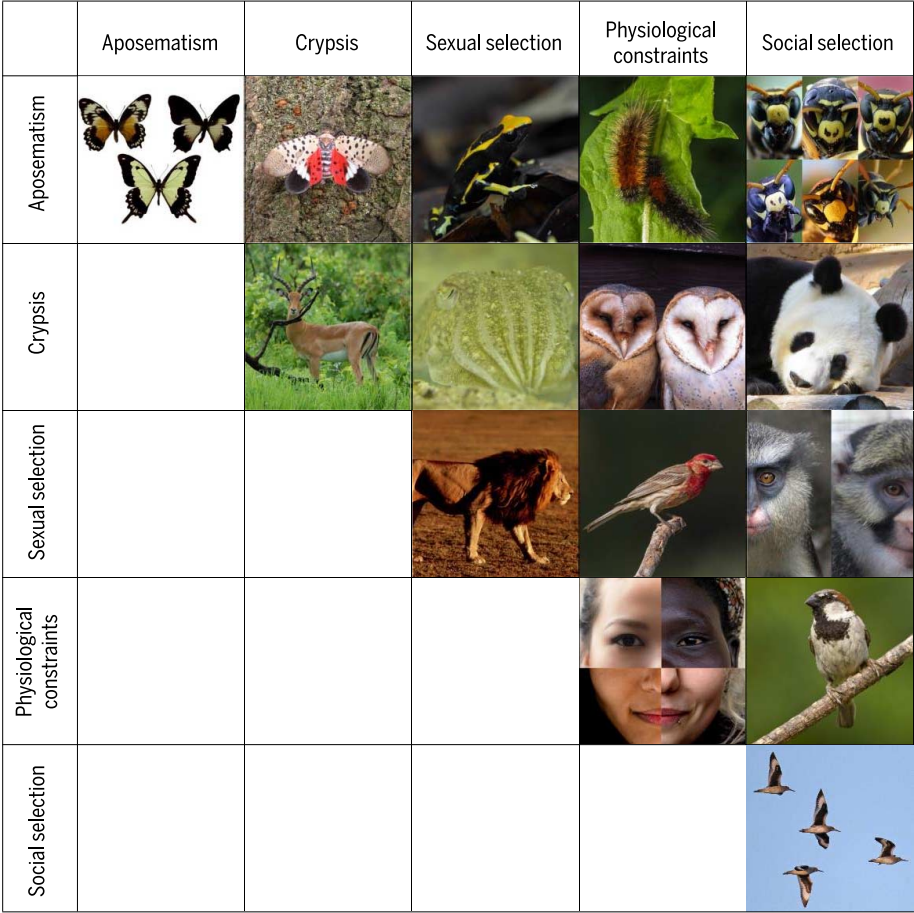 Aposematism
Crypsis
Sexual selection
Physiological
constraints
Social selection
Aposematism
Crypsis
Sexual selection
Physiological
constraints
Social selection